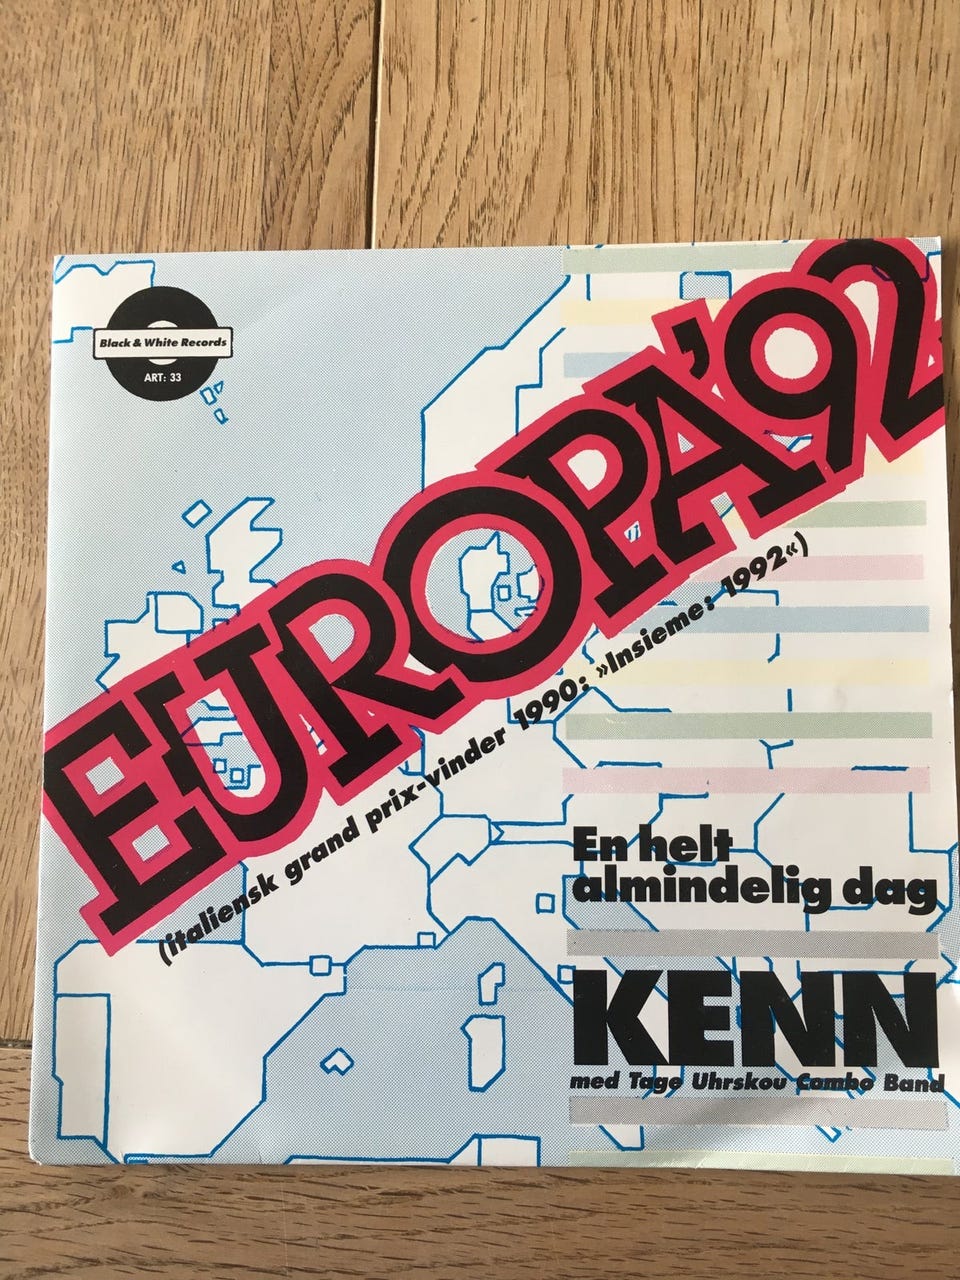 Black & White Records
ART: 33
EUROPA'92
(italiensk grand prix-vinder 1990: »Insieme: 1992«)
En helt
almindelig dag
KENN
med Tage Uhrskou Combo Band